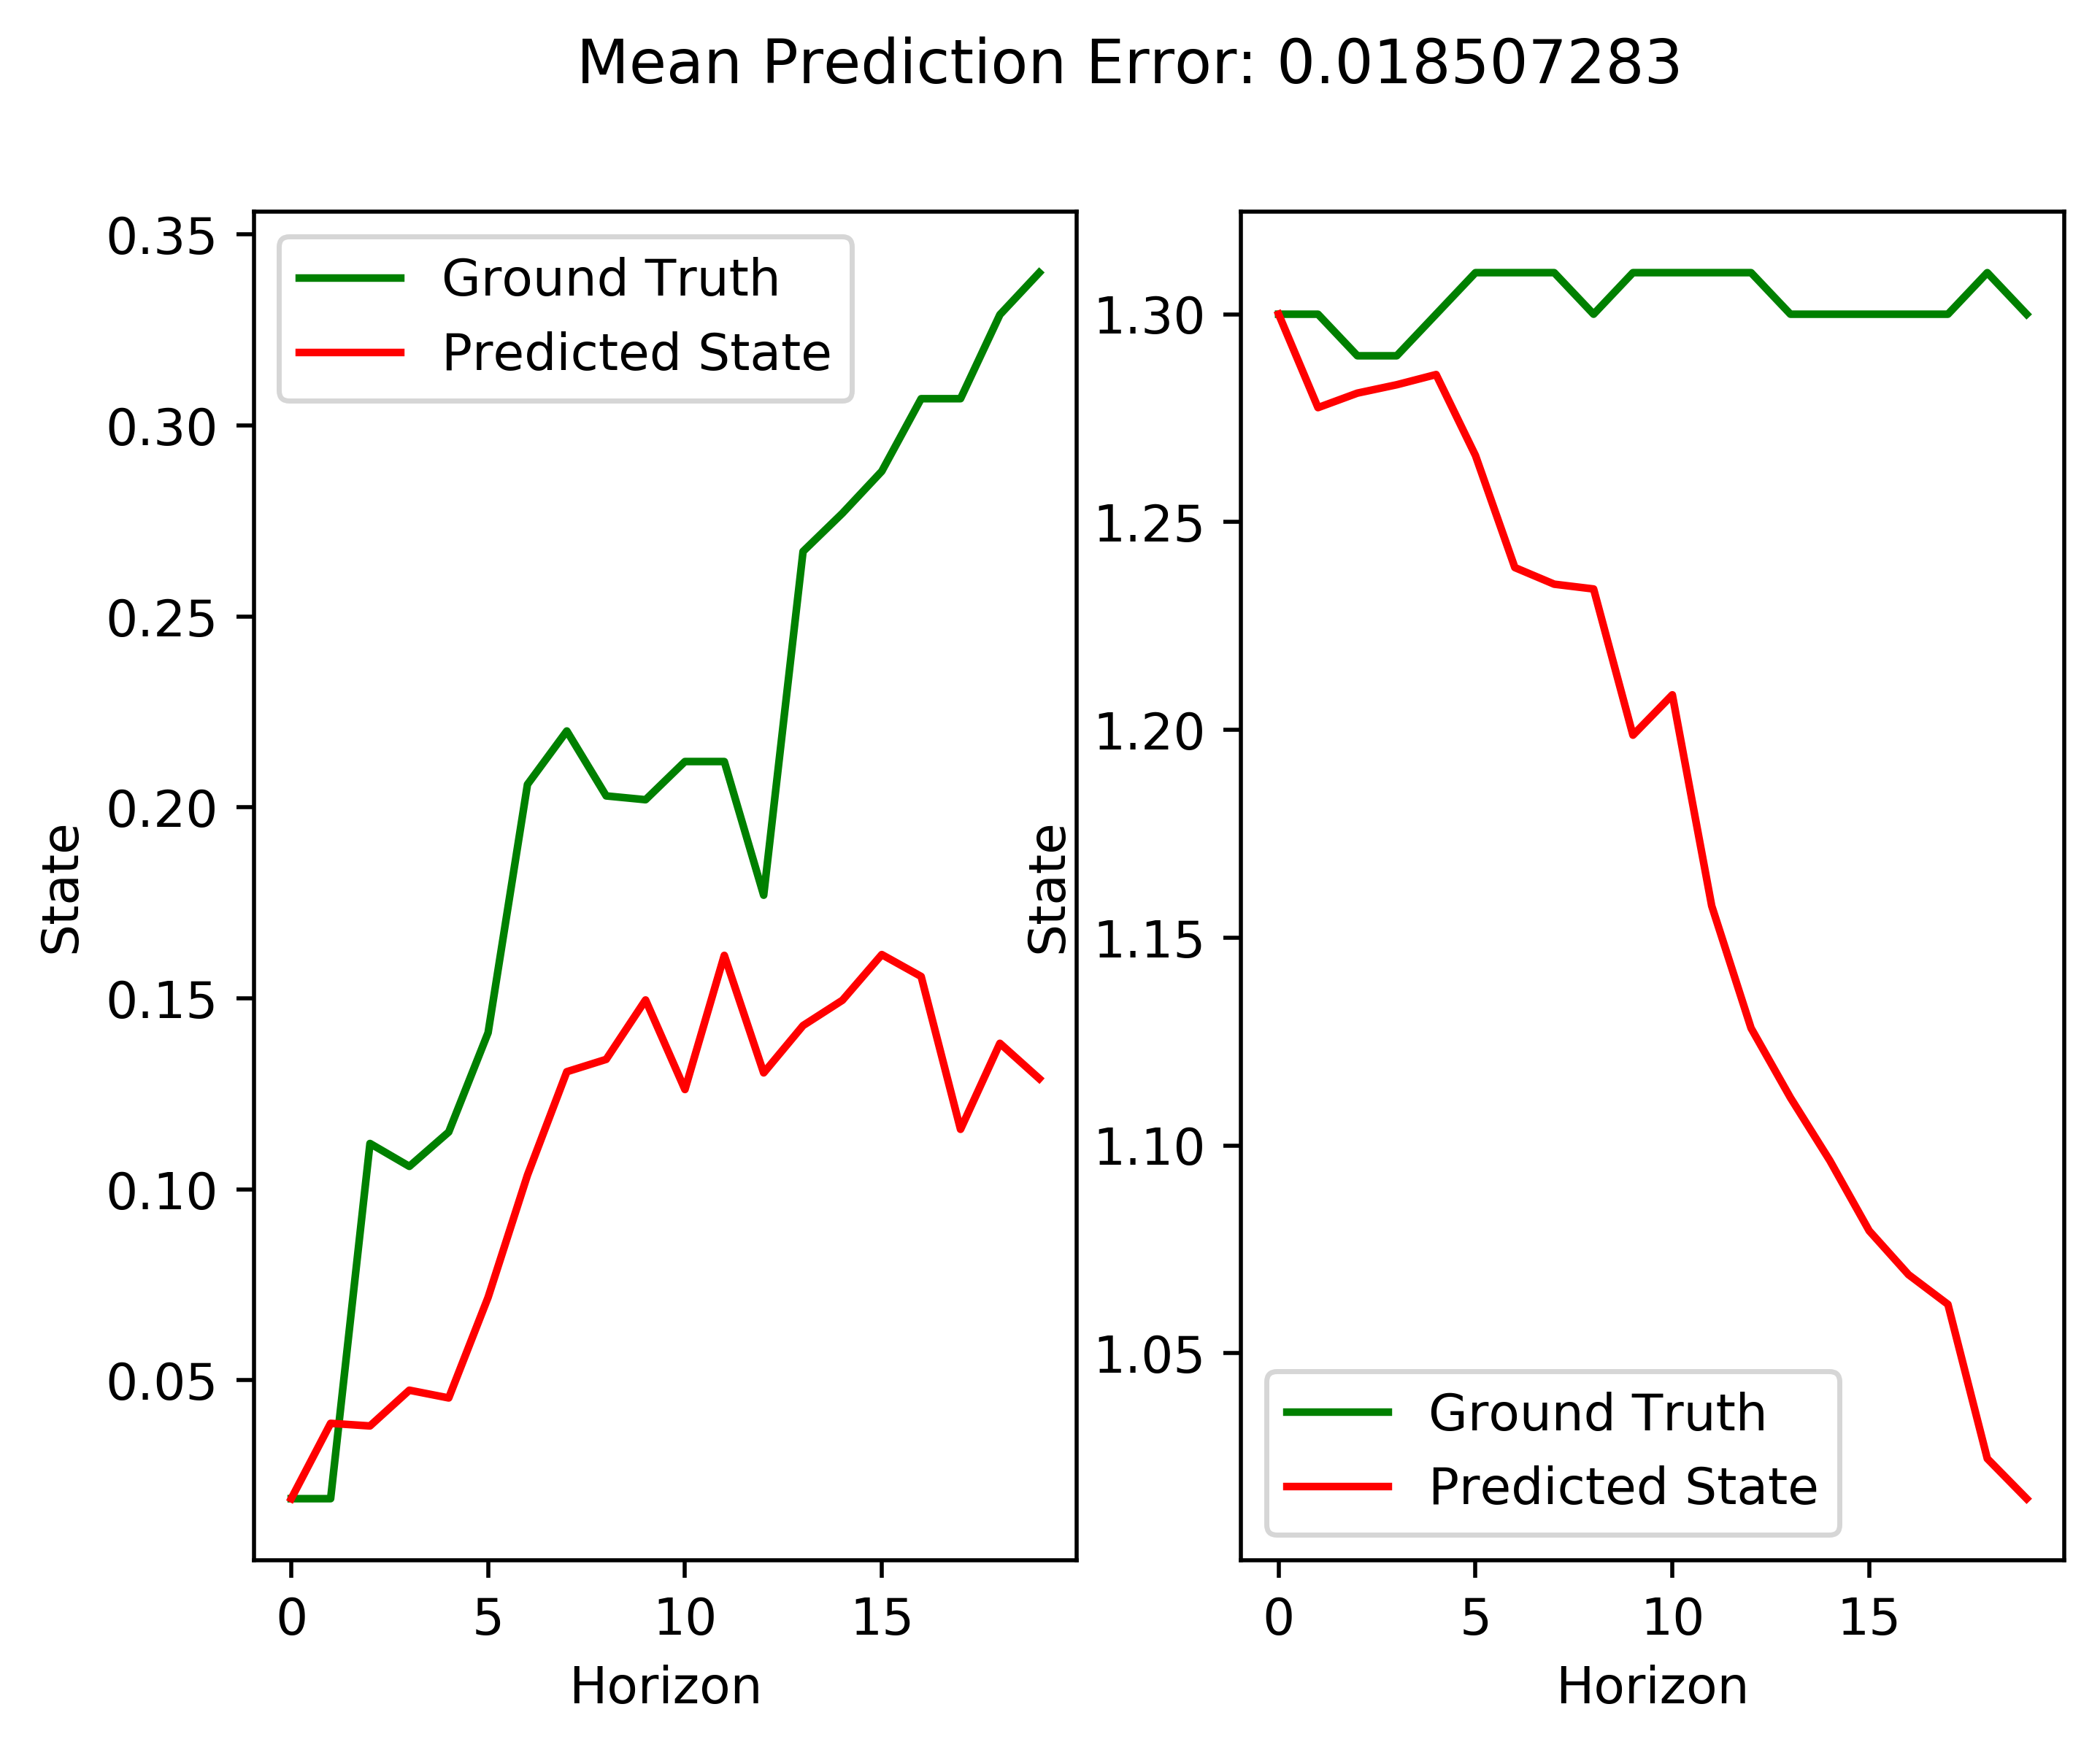 Mean Prediction Error: 0.018507283
0.35
0.30
0.25
0.20
0.15
0.10
0.05
State
Ground Truth
Predicted State
0 5 10 15
Horizon
1.30
1.25
1.20
1.15
1.10
1.05
State
Ground Truth
Predicted State
0 5 10 15
Horizon